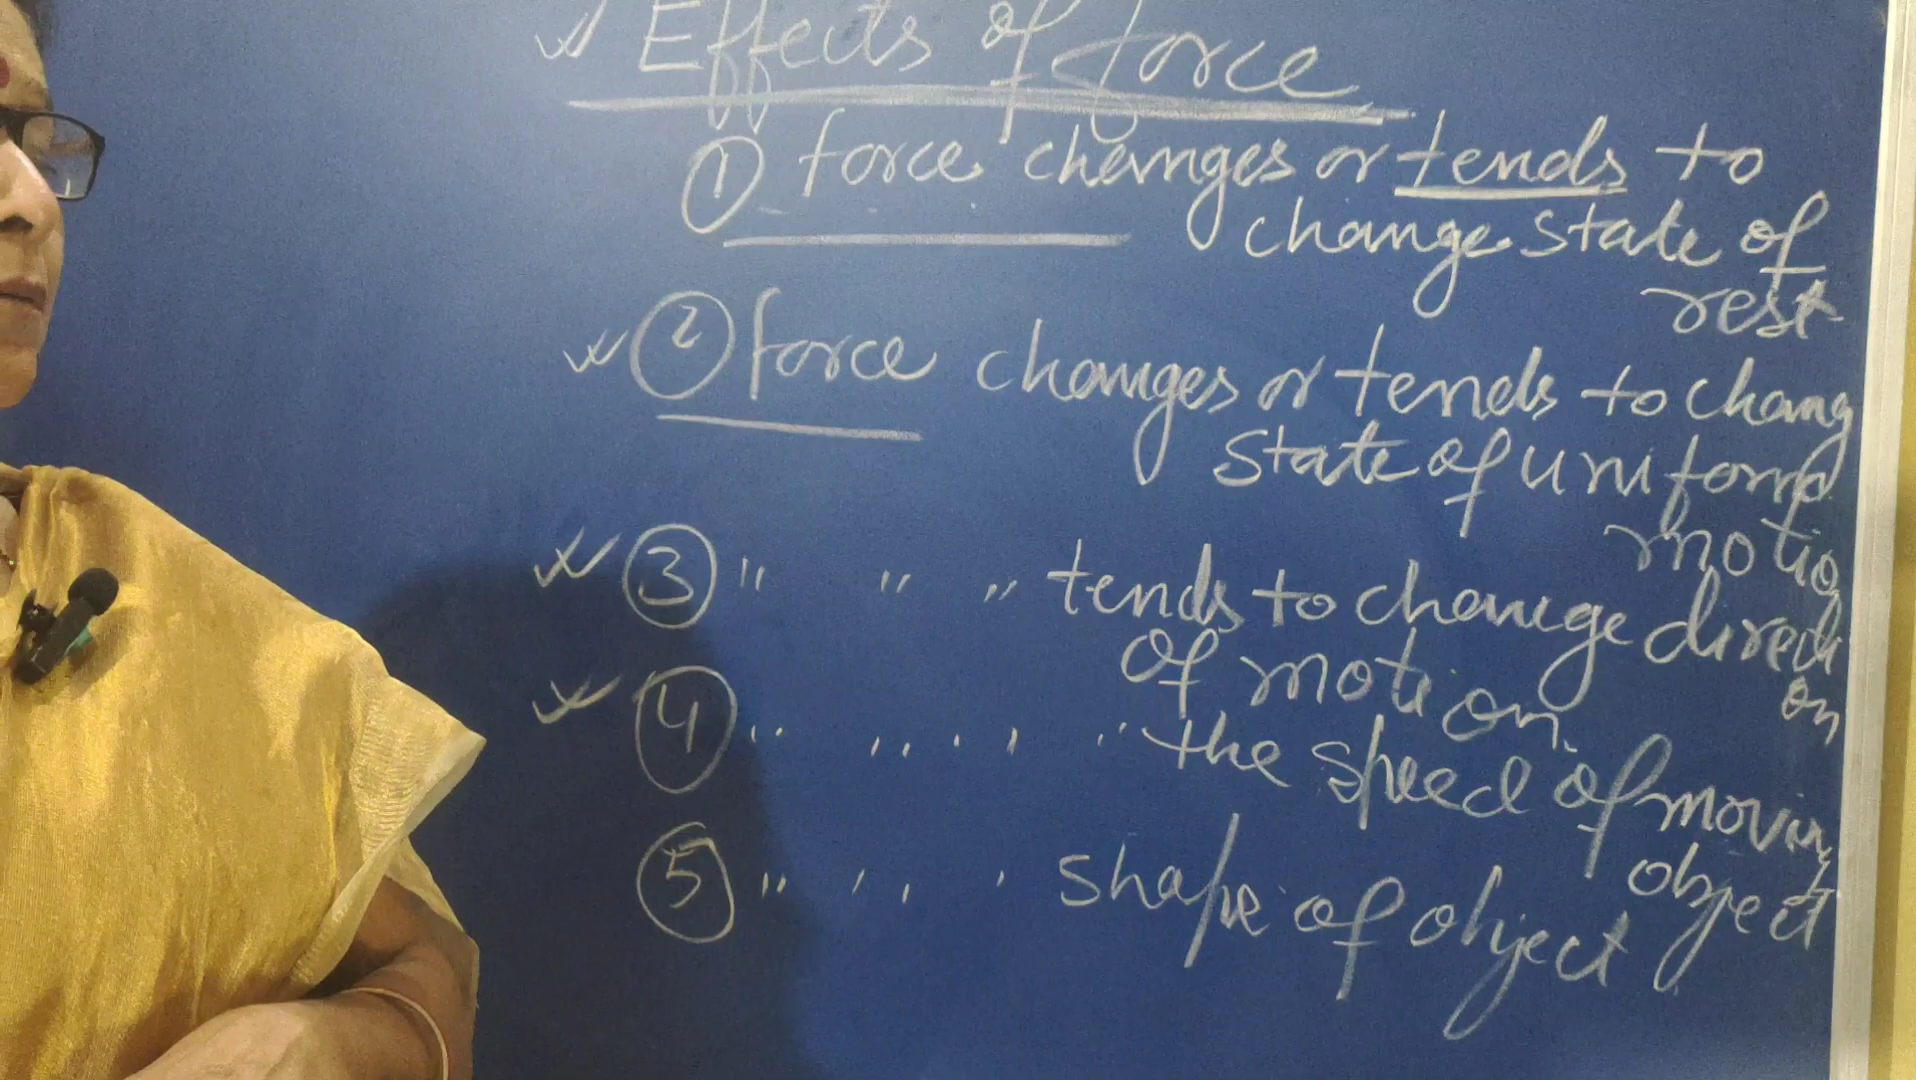 Effects of force
① force changes or tends to
change state of
rest
② force changes or tends to chang
state of uniform
motio
③ " " " tends to change directi
on
of motion.
④ " " " " " the speed of moving
object
⑤ " " " " shape of object